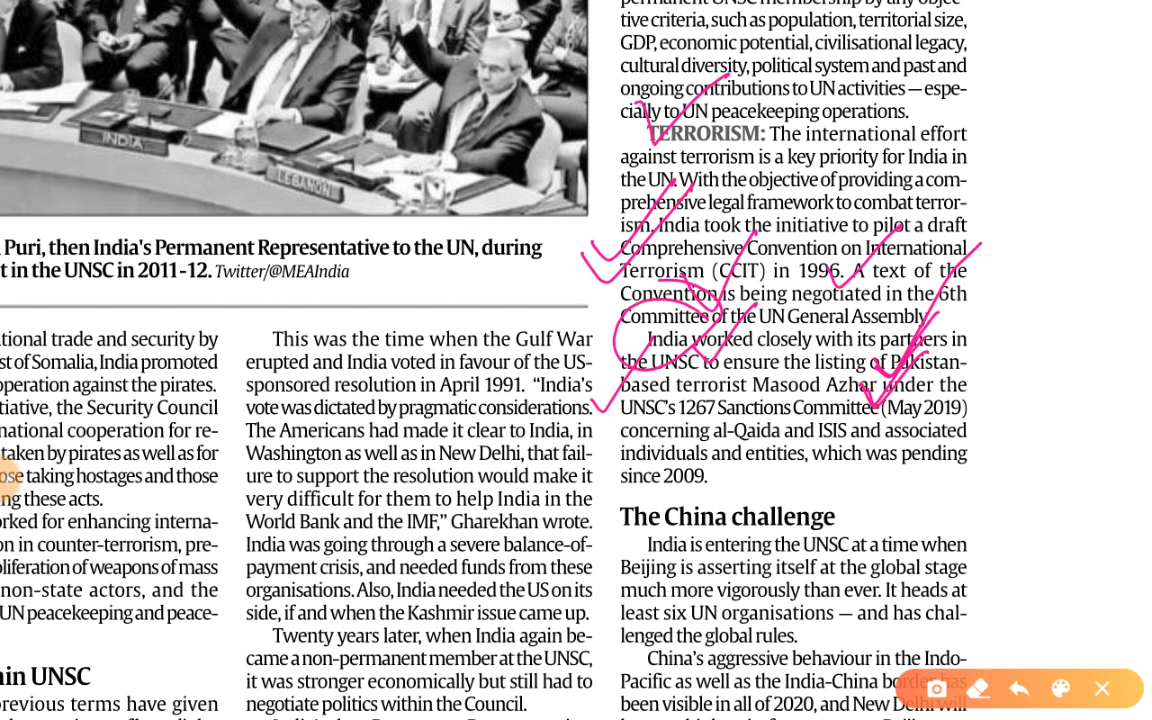 INDIA
LEBANON
Puri, then India's Permanent Representative to the UN, during
t in the UNSC in 2011-12. Twitter/@MEAIndia
ational trade and security by
st of Somalia, India promoted
operation against the pirates.
tiative, the Security Council
national cooperation for re-
taken by pirates as well as for
ose taking hostages and those
ng these acts.
orked for enhancing interna-
on in counter-terrorism, pre-
oliferation of weapons of mass
non-state actors, and the
UN peacekeeping and peace-
in UNSC
previous terms have given
This was the time when the Gulf War
erupted and India voted in favour of the US-
sponsored resolution in April 1991. “India’s
vote was dictated by pragmatic considerations.
The Americans had made it clear to India, in
Washington as well as in New Delhi, that fail-
ure to support the resolution would make it
very difficult for them to help India in the
World Bank and the IMF,” Gharekhan wrote.
India was going through a severe balance-of-
payment crisis, and needed funds from these
organisations. Also, India needed the US on its
side, if and when the Kashmir issue came up.
Twenty years later, when India again be-
came a non-permanent member at the UNSC,
it was stronger economically but still had to
negotiate politics within the Council.
permanent UNSC membership by any objec-
tive criteria, such as population, territorial size,
GDP, economic potential, civilisational legacy,
cultural diversity, political system and past and
ongoing contributions to UN activities — espe-
cially to UN peacekeeping operations.
TERRORISM: The international effort
against terrorism is a key priority for India in
the UN. With the objective of providing a com-
prehensive legal framework to combat terror-
ism, India took the initiative to pilot a draft
Comprehensive Convention on International
Terrorism (CCIT) in 1996. A text of the
Convention is being negotiated in the 6th
Committee of the UN General Assembly.
India worked closely with its partners in
the UNSC to ensure the listing of Pakistan-
based terrorist Masood Azhar under the
UNSC’s 1267 Sanctions Committee (May 2019)
concerning al-Qaida and ISIS and associated
individuals and entities, which was pending
since 2009.
The China challenge
India is entering the UNSC at a time when
Beijing is asserting itself at the global stage
much more vigorously than ever. It heads at
least six UN organisations — and has chal-
lenged the global rules.
China’s aggressive behaviour in the Indo-
Pacific as well as the India-China border has
been visible in all of 2020, and New Delhi will